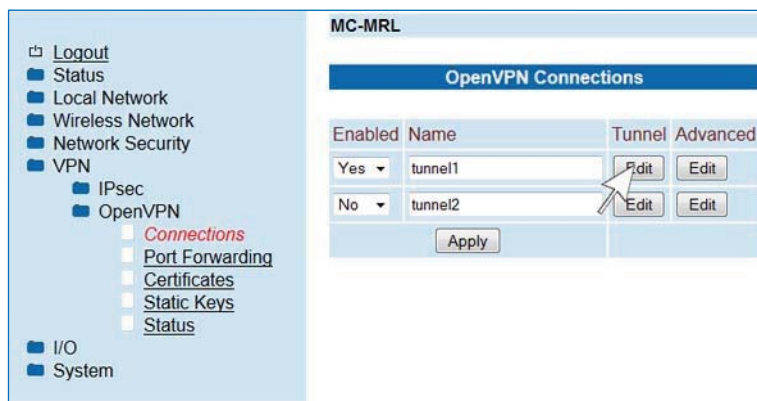 Logout
Status
Local Network
Wireless Network
Network Security
VPN
IPsec
OpenVPN
Connections
Port Forwarding
Certificates
Static Keys
Status
I/O
System
MC-MRL
OpenVPN Connections
Enabled Name Tunnel Advanced
Yes tunnel1 Edit Edit
No tunnel2 Edit Edit
Apply